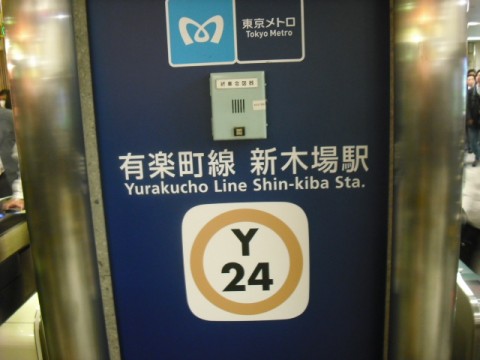 東京メトロ
Tokyo Metro
有楽町線 新木場駅
Yurakucho Line Shin-kiba Sta.
Y
24